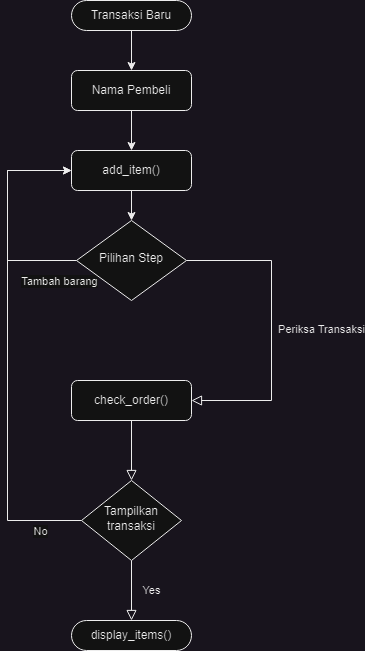 Transaksi Baru
Nama Pembeli
add_item()
Pilihan Step
Tambah barang
Periksa Transaksi
check_order()
Tampilkan
transaksi
No
Yes
display_items()